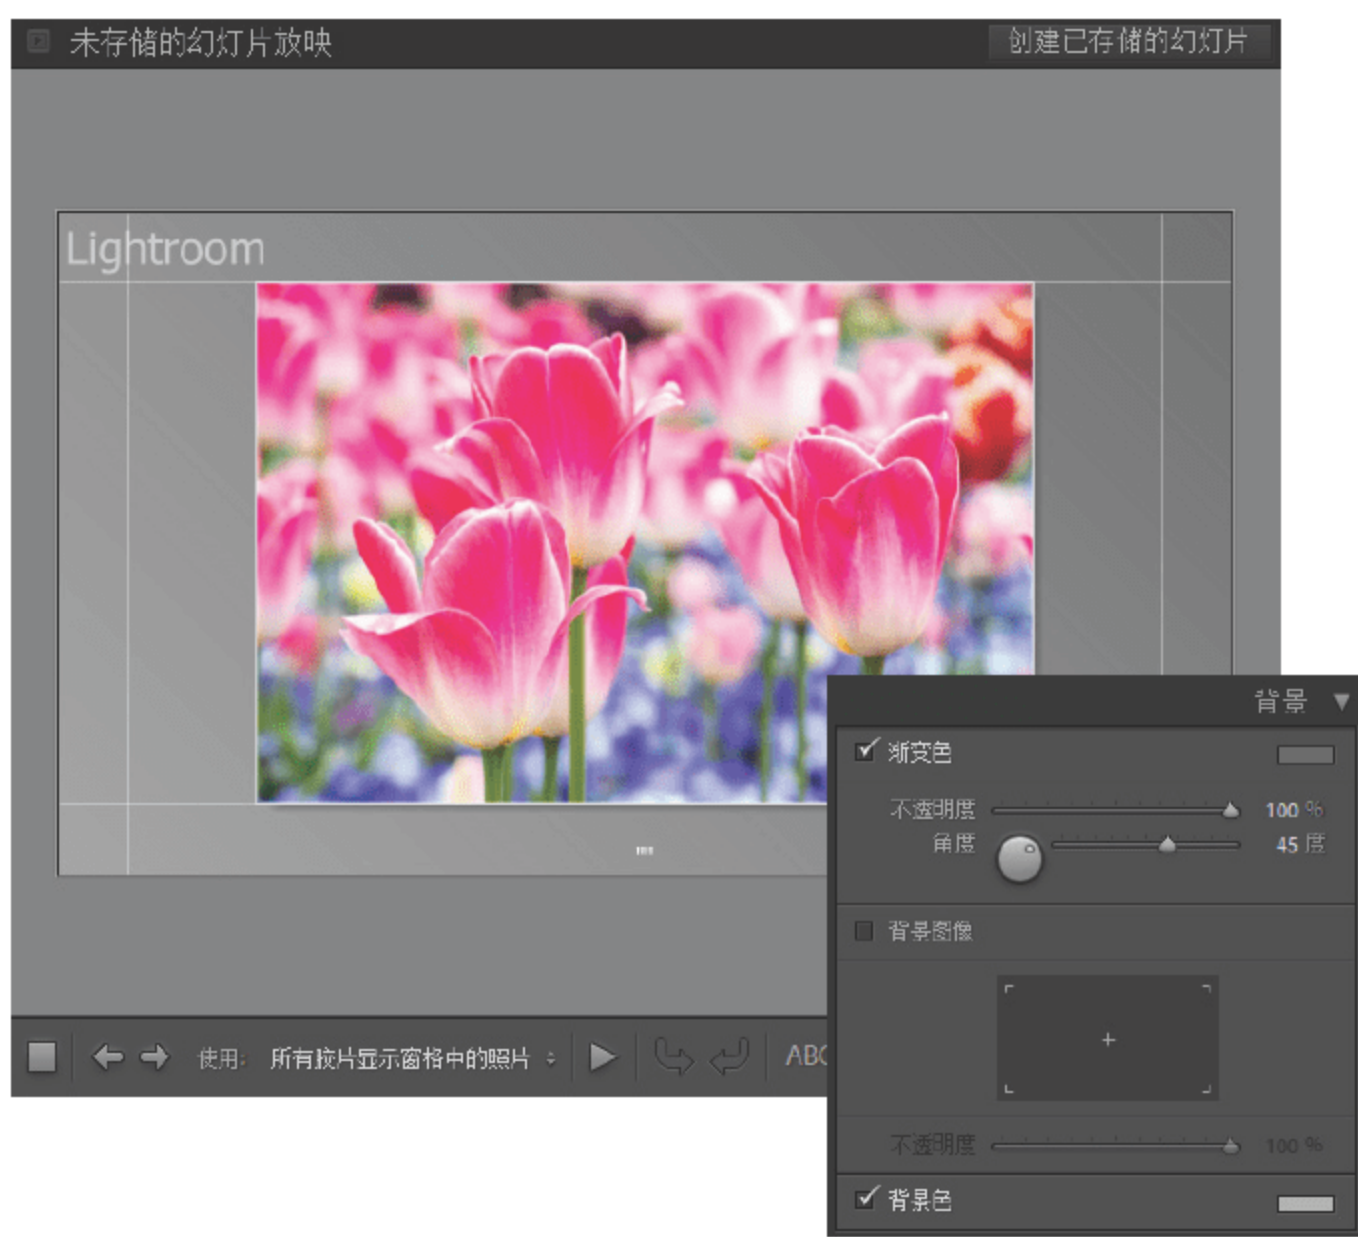 未存储的幻灯片放映
创建已存储的幻灯片
Lightroom
背景
渐变色
不透明度 100 %
角度 45 度
背景图像
不透明度 100 %
背景色
使用: 所有胶片显示窗格中的照片
ABC